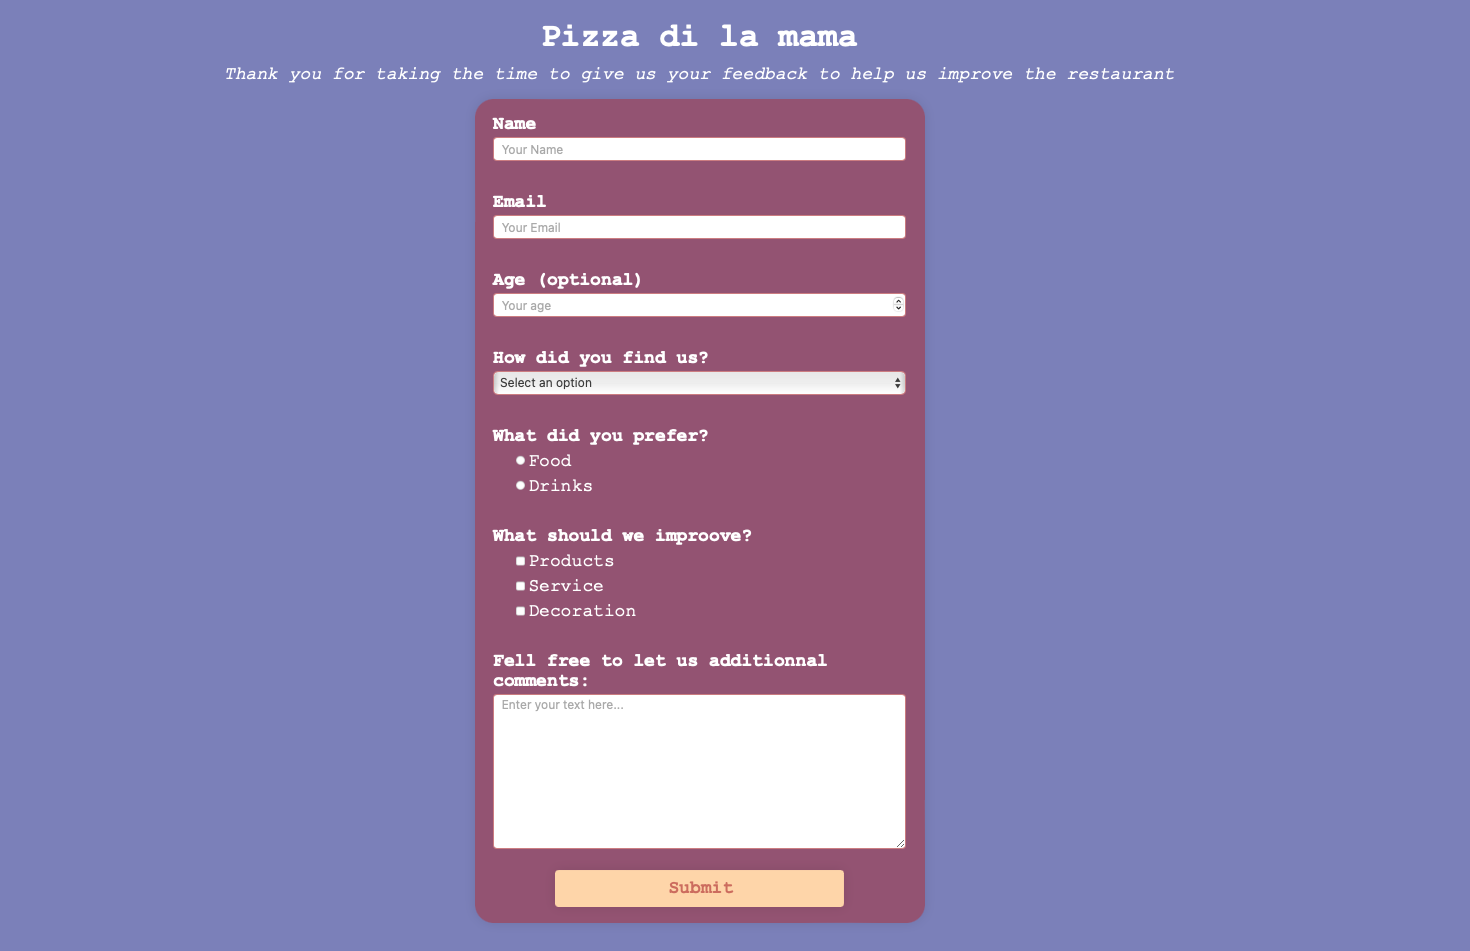 Pizza di la mama
Thank you for taking the time to give us your feedback to help us improve the restaurant
Name
Your Name
Email
Your Email
Age (optional)
Your age
How did you find us?
Select an option
What did you prefer?
Food
Drinks
What should we improove?
Products
Service
Decoration
Fell free to let us additionnal
comments:
Enter your text here...
Submit